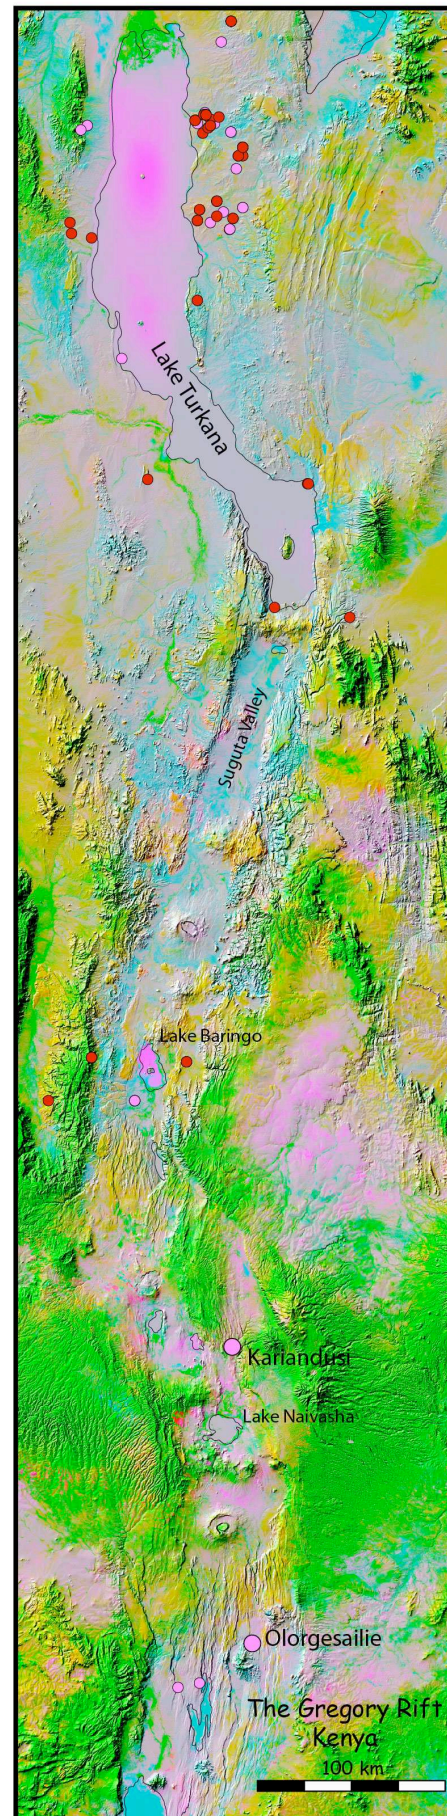 Lake Turkana
Suguta Valley
Lake Baringo
Kariandusi
Lake Naivasha
Olorgesailie
The Gregory Rift
Kenya
100 km